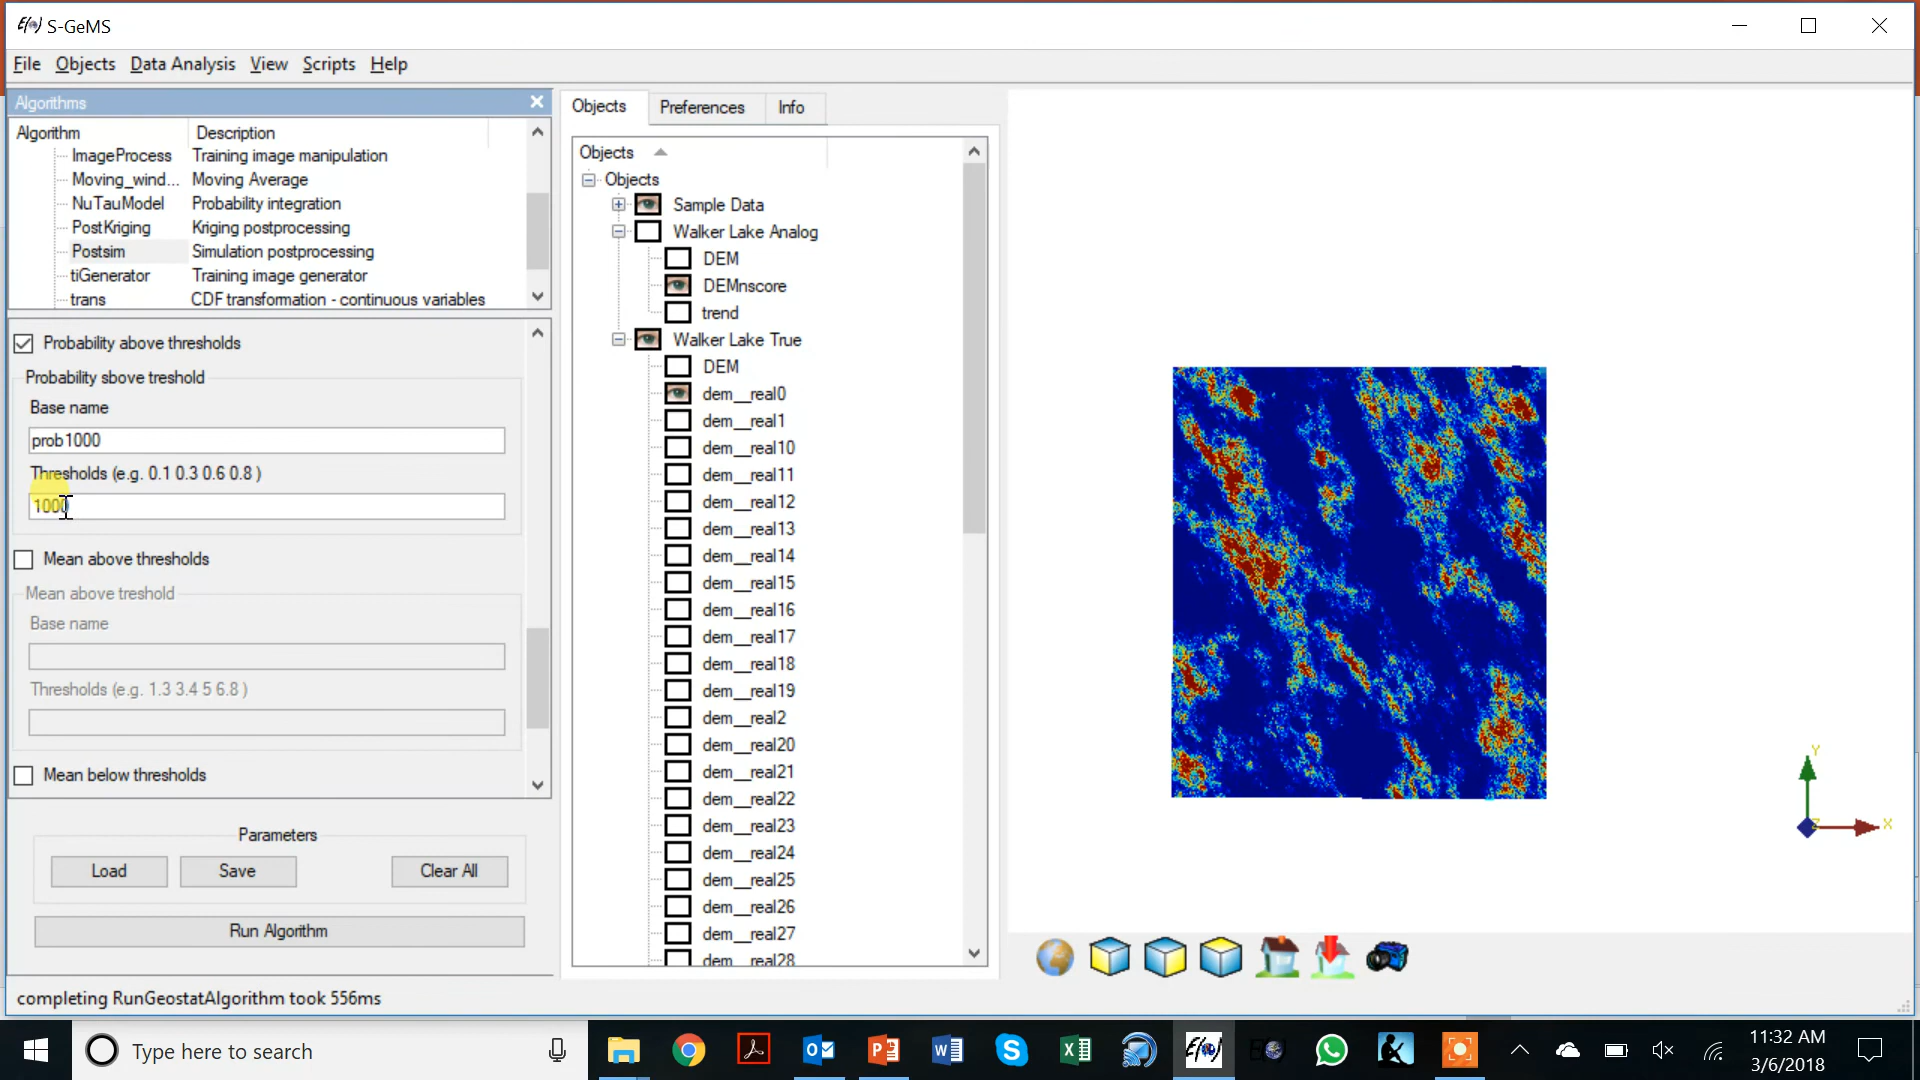 S-GeMS
File Objects Data Analysis View Scripts Help
Algorithms
Algorithm Description
ImageProcess Training image manipulation
Moving_wind... Moving Average
NuTauModel Probability integration
PostKriging Kriging postprocessing
Postsim Simulation postprocessing
tiGenerator Training image generator
trans CDF transformation - continuous variables
Probability above thresholds
Probability sbove treshold
Base name
prob1000
Thresholds (e.g. 0.1 0.3 0.6 0.8 )
1000
Mean above thresholds
Mean above treshold
Base name
Thresholds (e.g. 1.3 3.4 5 6.8 )
Mean below thresholds
Parameters
Load Save Clear All
Run Algorithm
completing RunGeostatAlgorithm took 556ms
Objects Preferences Info
Objects
Objects
Sample Data
Walker Lake Analog
DEM
DEMnscore
trend
Walker Lake True
DEM
dem__real0
dem__real1
dem__real10
dem__real11
dem__real12
dem__real13
dem__real14
dem__real15
dem__real16
dem__real17
dem__real18
dem__real19
dem__real2
dem__real20
dem__real21
dem__real22
dem__real23
dem__real24
dem__real25
dem__real26
dem__real27
dem__real28
Y
X
Type here to search
11:32 AM
3/6/2018